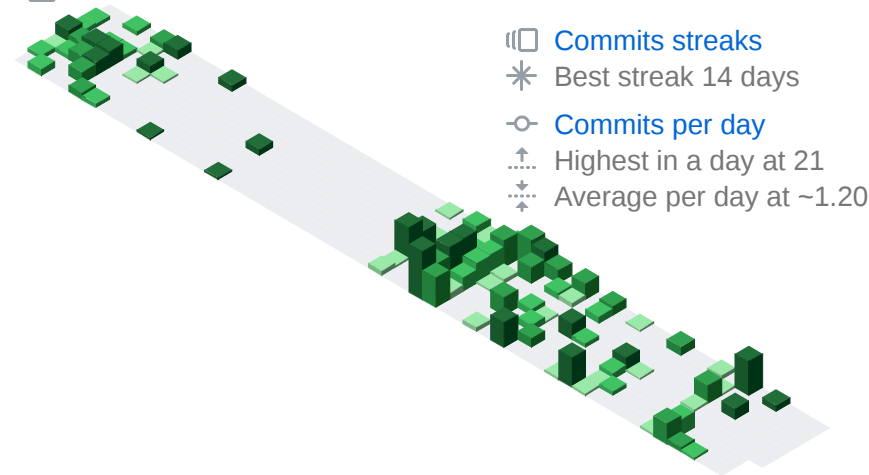 Commits streaks
Best streak 14 days
Commits per day
Highest in a day at 21
Average per day at ~1.20